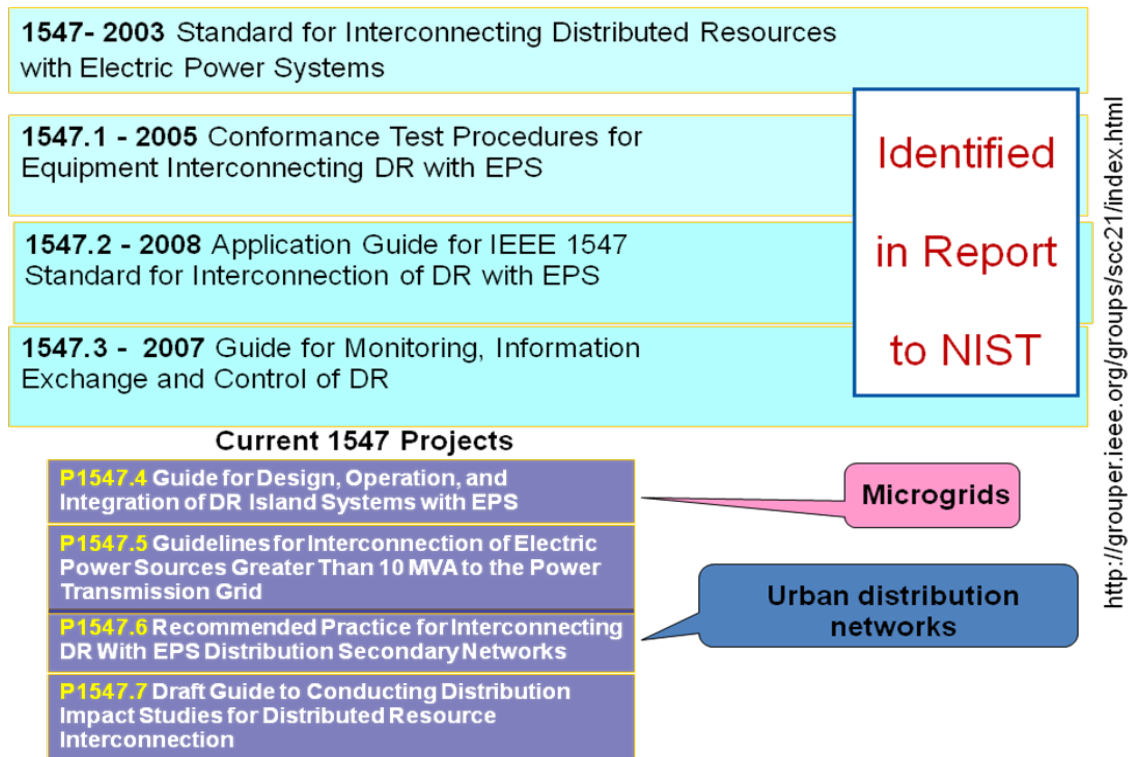 1547- 2003 Standard for Interconnecting Distributed Resources
with Electric Power Systems
1547.1 - 2005 Conformance Test Procedures for
Equipment Interconnecting DR with EPS
1547.2 - 2008 Application Guide for IEEE 1547
Standard for Interconnection of DR with EPS
1547.3 - 2007 Guide for Monitoring, Information
Exchange and Control of DR
Identified
in Report
to NIST
http://grouper.ieee.org/groups/scc21/index.html
Current 1547 Projects
P1547.4 Guide for Design, Operation, and
Integration of DR Island Systems with EPS
Microgrids
P1547.5 Guidelines for Interconnection of Electric
Power Sources Greater Than 10 MVA to the Power
Transmission Grid
P1547.6 Recommended Practice for Interconnecting
DR With EPS Distribution Secondary Networks
Urban distribution
networks
P1547.7 Draft Guide to Conducting Distribution
Impact Studies for Distributed Resource
Interconnection